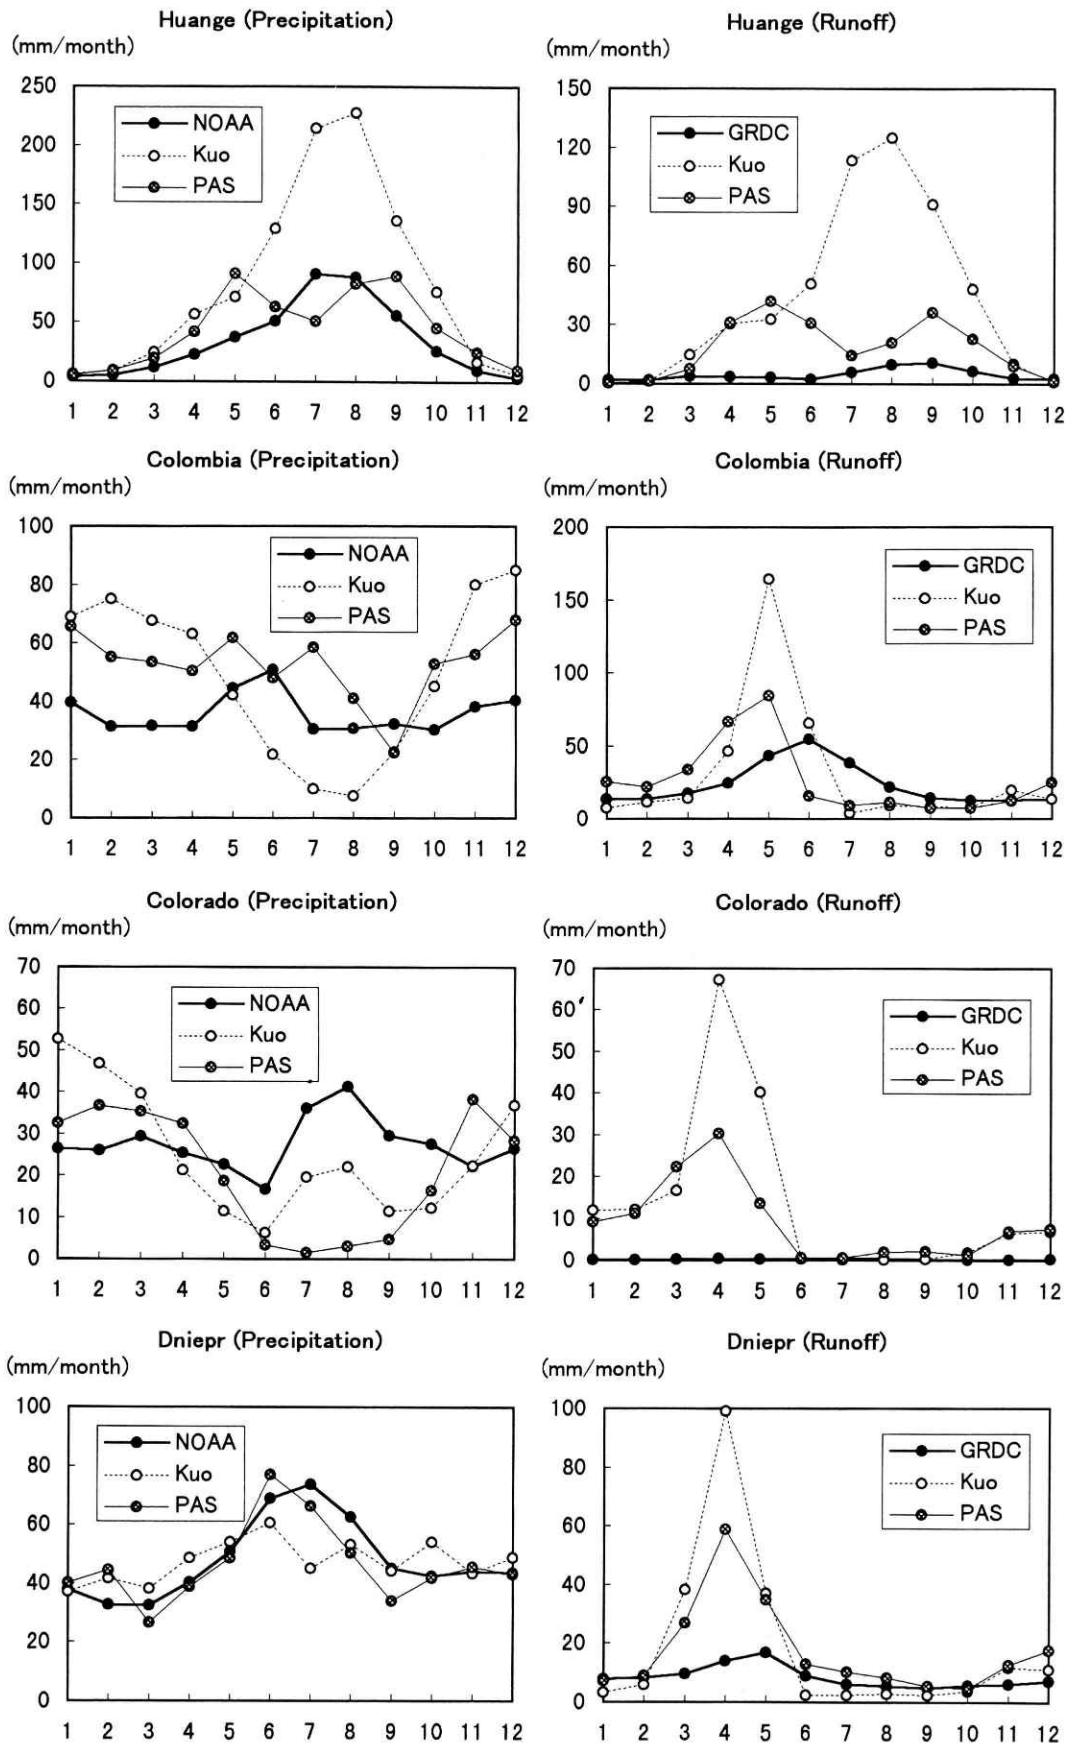 Huange (Precipitation)
(mm/month)
250
200
150
100
50
0
NOAA
Kuo
PAS
1 2 3 4 5 6 7 8 9 10 11 12
Huange (Runoff)
(mm/month)
150
120
90
60
30
0
GRDC
Kuo
PAS
1 2 3 4 5 6 7 8 9 10 11 12
Colombia (Precipitation)
(mm/month)
100
80
60
40
20
0
NOAA
Kuo
PAS
1 2 3 4 5 6 7 8 9 10 11 12
Colombia (Runoff)
(mm/month)
200
150
100
50
0
GRDC
Kuo
PAS
1 2 3 4 5 6 7 8 9 10 11 12
Colorado (Precipitation)
(mm/month)
70
60
50
40
30
20
10
0
NOAA
Kuo
PAS
1 2 3 4 5 6 7 8 9 10 11 12
Colorado (Runoff)
(mm/month)
70
60
50
40
30
20
10
0
GRDC
Kuo
PAS
1 2 3 4 5 6 7 8 9 10 11 12
Dniepr (Precipitation)
(mm/month)
100
80
60
40
20
0
NOAA
Kuo
PAS
1 2 3 4 5 6 7 8 9 10 11 12
Dniepr (Runoff)
(mm/month)
100
80
60
40
20
0
GRDC
Kuo
PAS
1 2 3 4 5 6 7 8 9 10 11 12